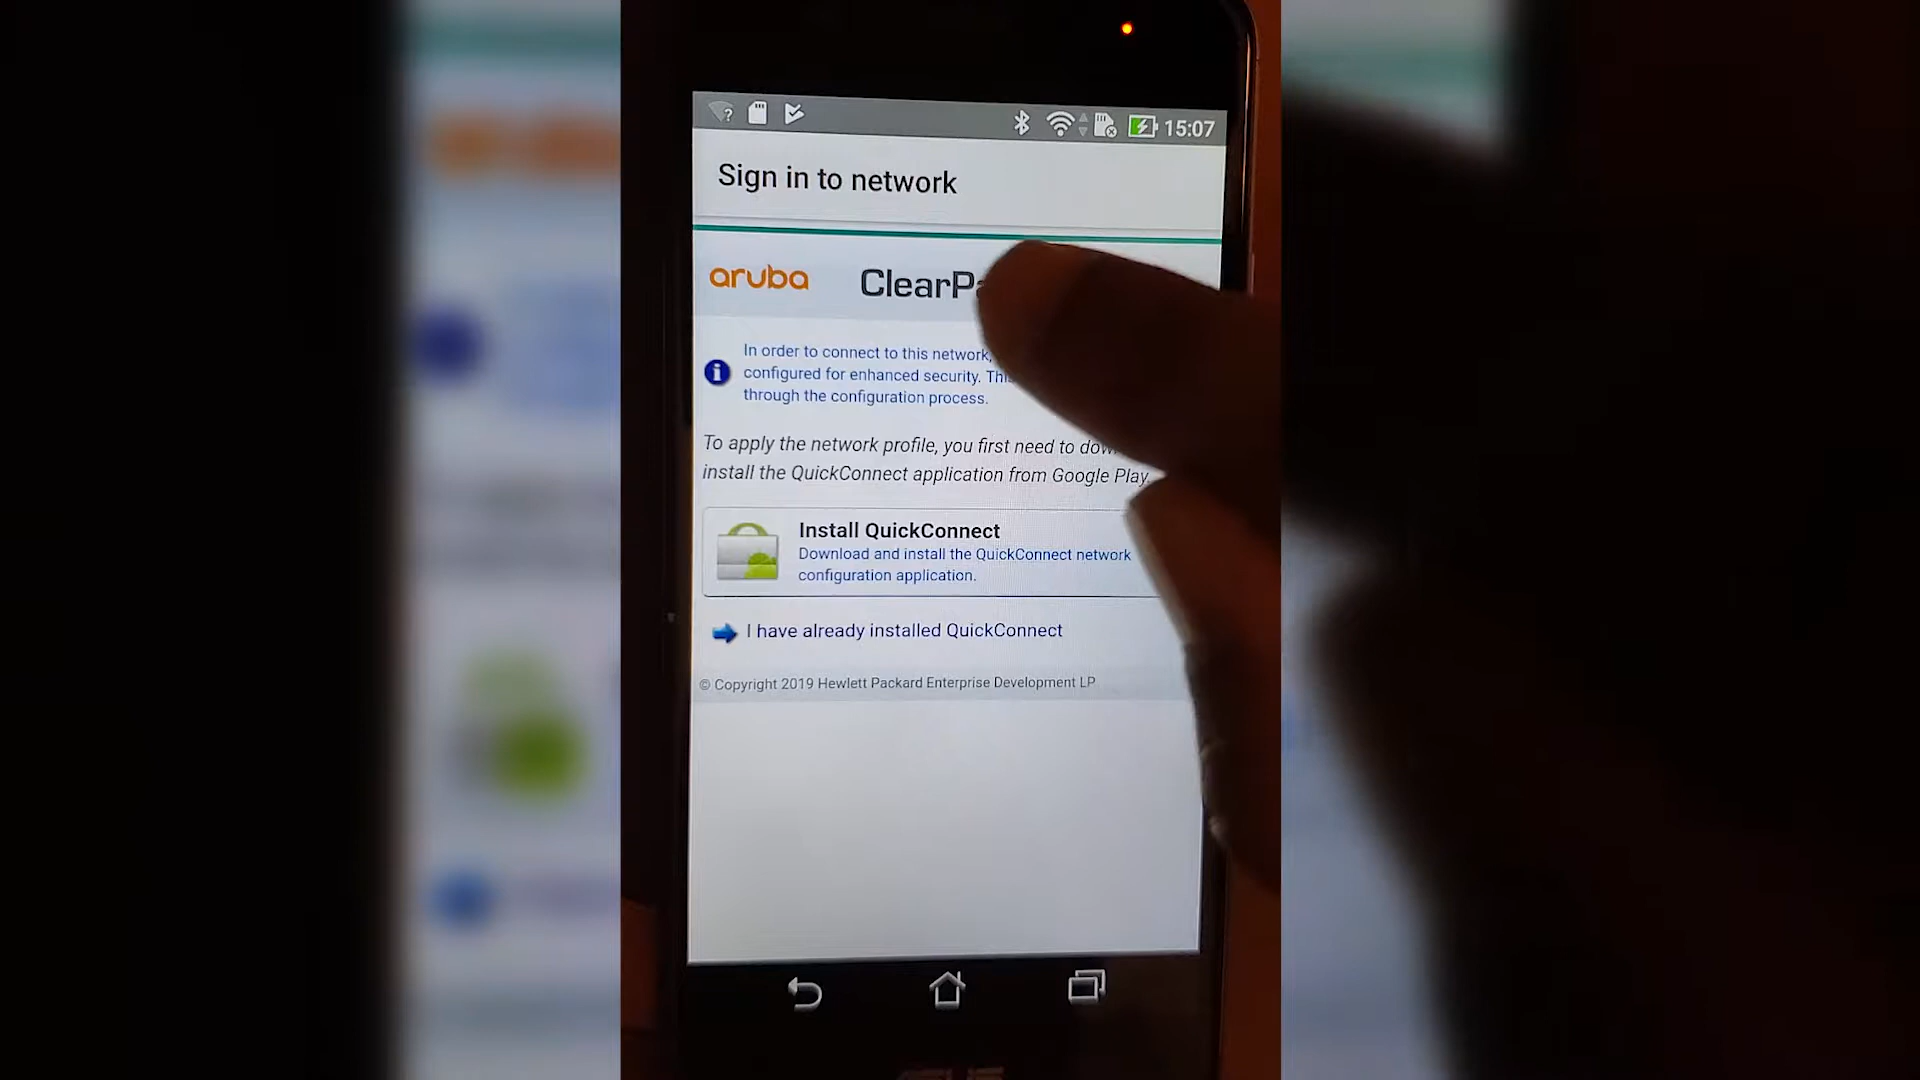 15:07
Sign in to network
aruba ClearPa
In order to connect to this network,
configured for enhanced security. This
through the configuration process.
To apply the network profile, you first need to dow
install the QuickConnect application from Google Play.
Install QuickConnect
Download and install the QuickConnect network
configuration application.
I have already installed QuickConnect
© Copyright 2019 Hewlett Packard Enterprise Development LP